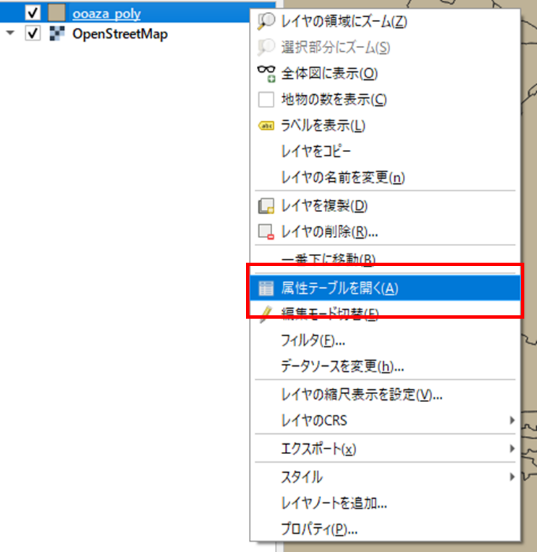 ooaza_poly
OpenStreetMap
レイヤの領域にズーム(Z)
選択部分にズーム(S)
全体図に表示(O)
地物の数を表示(C)
abc ラベルを表示(L)
レイヤをコピー
レイヤの名前を変更(n)
レイヤを複製(D)
レイヤの削除(R)...
一番下に移動(B)
属性テーブルを開く(A)
編集モード切替(E)
フィルタ(F)...
データソースを変更(h)...
レイヤの縮尺表示を設定(V)...
レイヤのCRS
エクスポート(x)
スタイル
レイヤノートを追加...
プロパティ(P)...